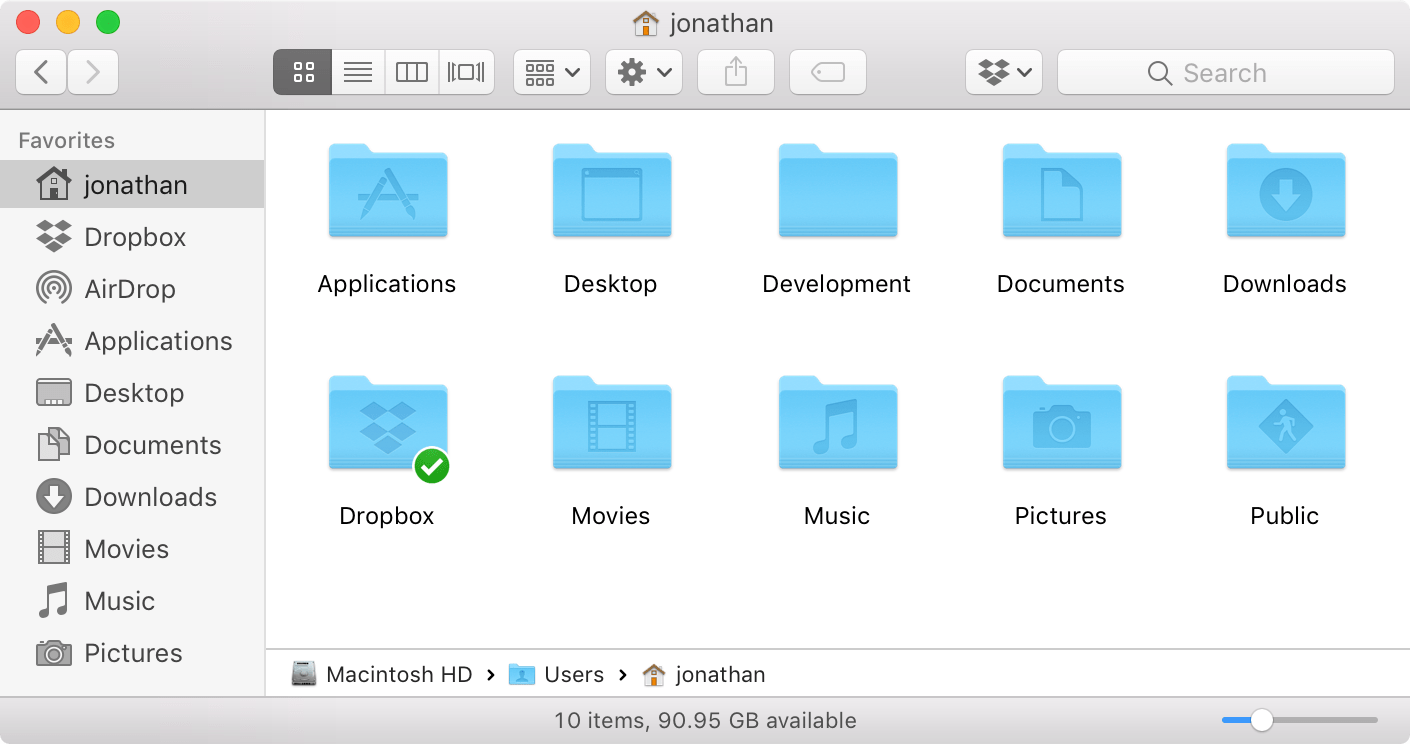 jonathan
Search
Favorites
jonathan
Dropbox
AirDrop
Applications
Desktop
Documents
Downloads
Movies
Music
Pictures
Applications Desktop Development Documents Downloads
Dropbox Movies Music Pictures Public
Macintosh HD › Users › jonathan
10 items, 90.95 GB available